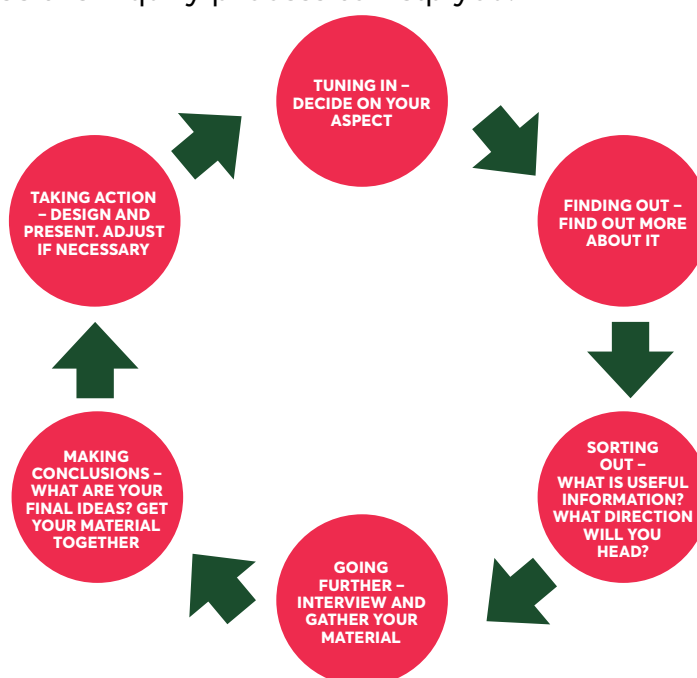 TUNING IN –
DECIDE ON YOUR
ASPECT
FINDING OUT –
FIND OUT MORE
ABOUT IT
SORTING
OUT –
WHAT IS USEFUL
INFORMATION?
WHAT DIRECTION
WILL YOU
HEAD?
GOING
FURTHER –
INTERVIEW AND
GATHER YOUR
MATERIAL
MAKING
CONCLUSIONS –
WHAT ARE YOUR
FINAL IDEAS? GET
YOUR MATERIAL
TOGETHER
TAKING ACTION
– DESIGN AND
PRESENT. ADJUST
IF NECESSARY